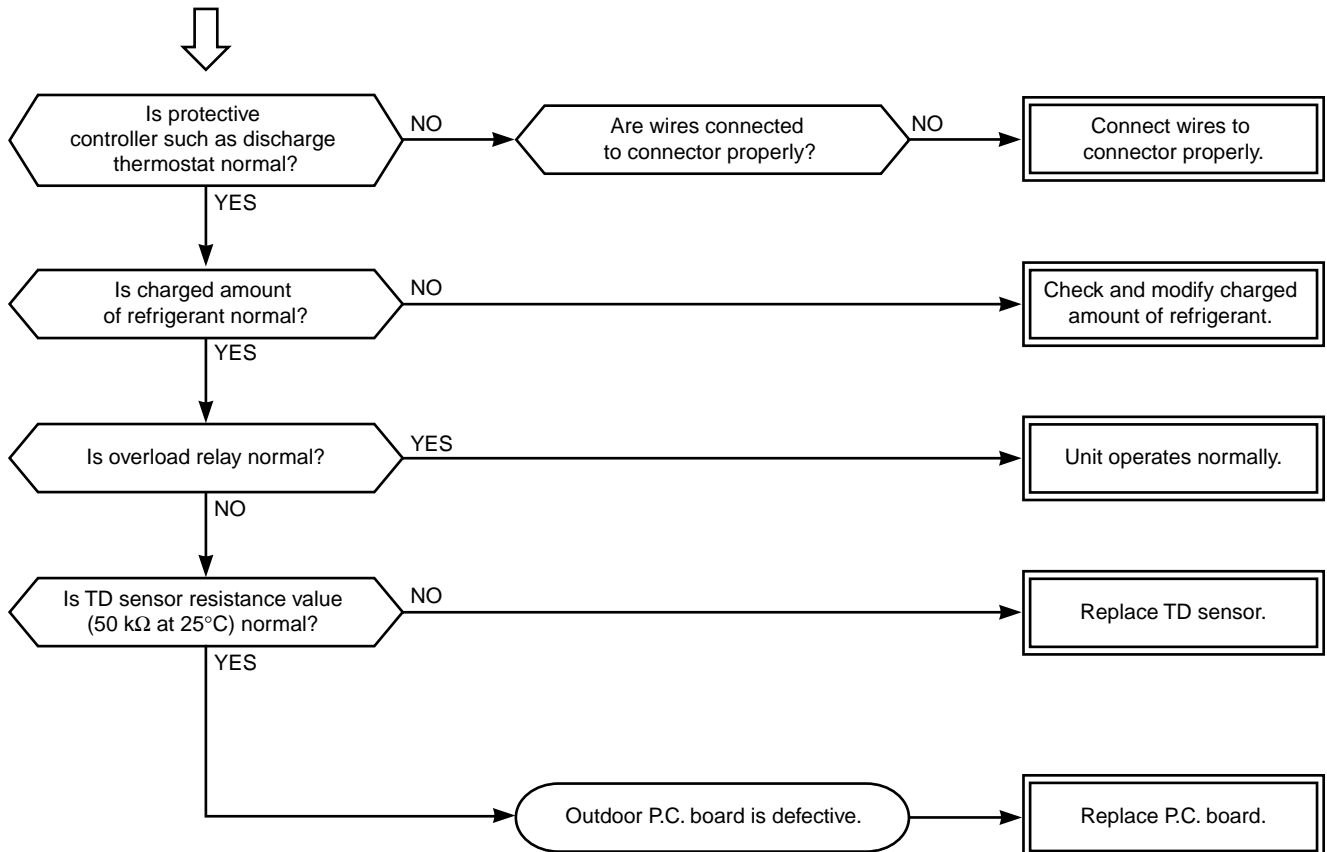 Is protective
controller such as discharge
thermostat normal?
NO
Are wires connected
to connector properly?
NO
Connect wires to
connector properly.
YES
Is charged amount
of refrigerant normal?
NO
Check and modify charged
amount of refrigerant.
YES
Is overload relay normal?
YES
Unit operates normally.
NO
Is TD sensor resistance value
(50 kΩ at 25°C) normal?
NO
Replace TD sensor.
YES
Outdoor P.C. board is defective.
Replace P.C. board.